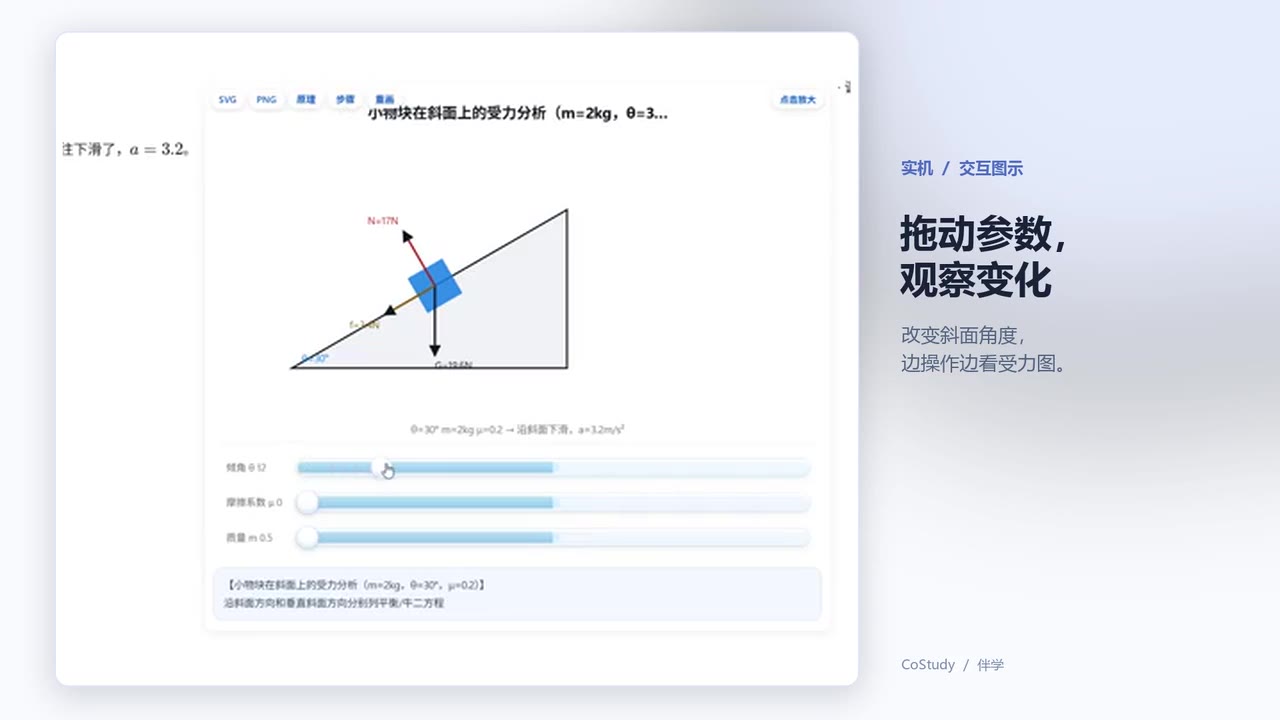 SVG PNG 原理 步骤 重画 点击放大
小物块在斜面上的受力分析（m=2kg，θ=3...
往下滑了，a = 3.2。
N=17N
θ=30°
G=19.6N
θ=30° m=2kg μ=0.2 → 沿斜面下滑，a=3.2m/s²
倾角 θ 12
摩擦系数 μ 0
质量 m 0.5
【小物块在斜面上的受力分析（m=2kg，θ=30°，μ=0.2）】
沿斜面方向和垂直斜面方向分别列平衡/牛二方程
实机 / 交互图示
拖动参数，
观察变化
改变斜面角度，
边操作边看受力图。
CoStudy / 伴学